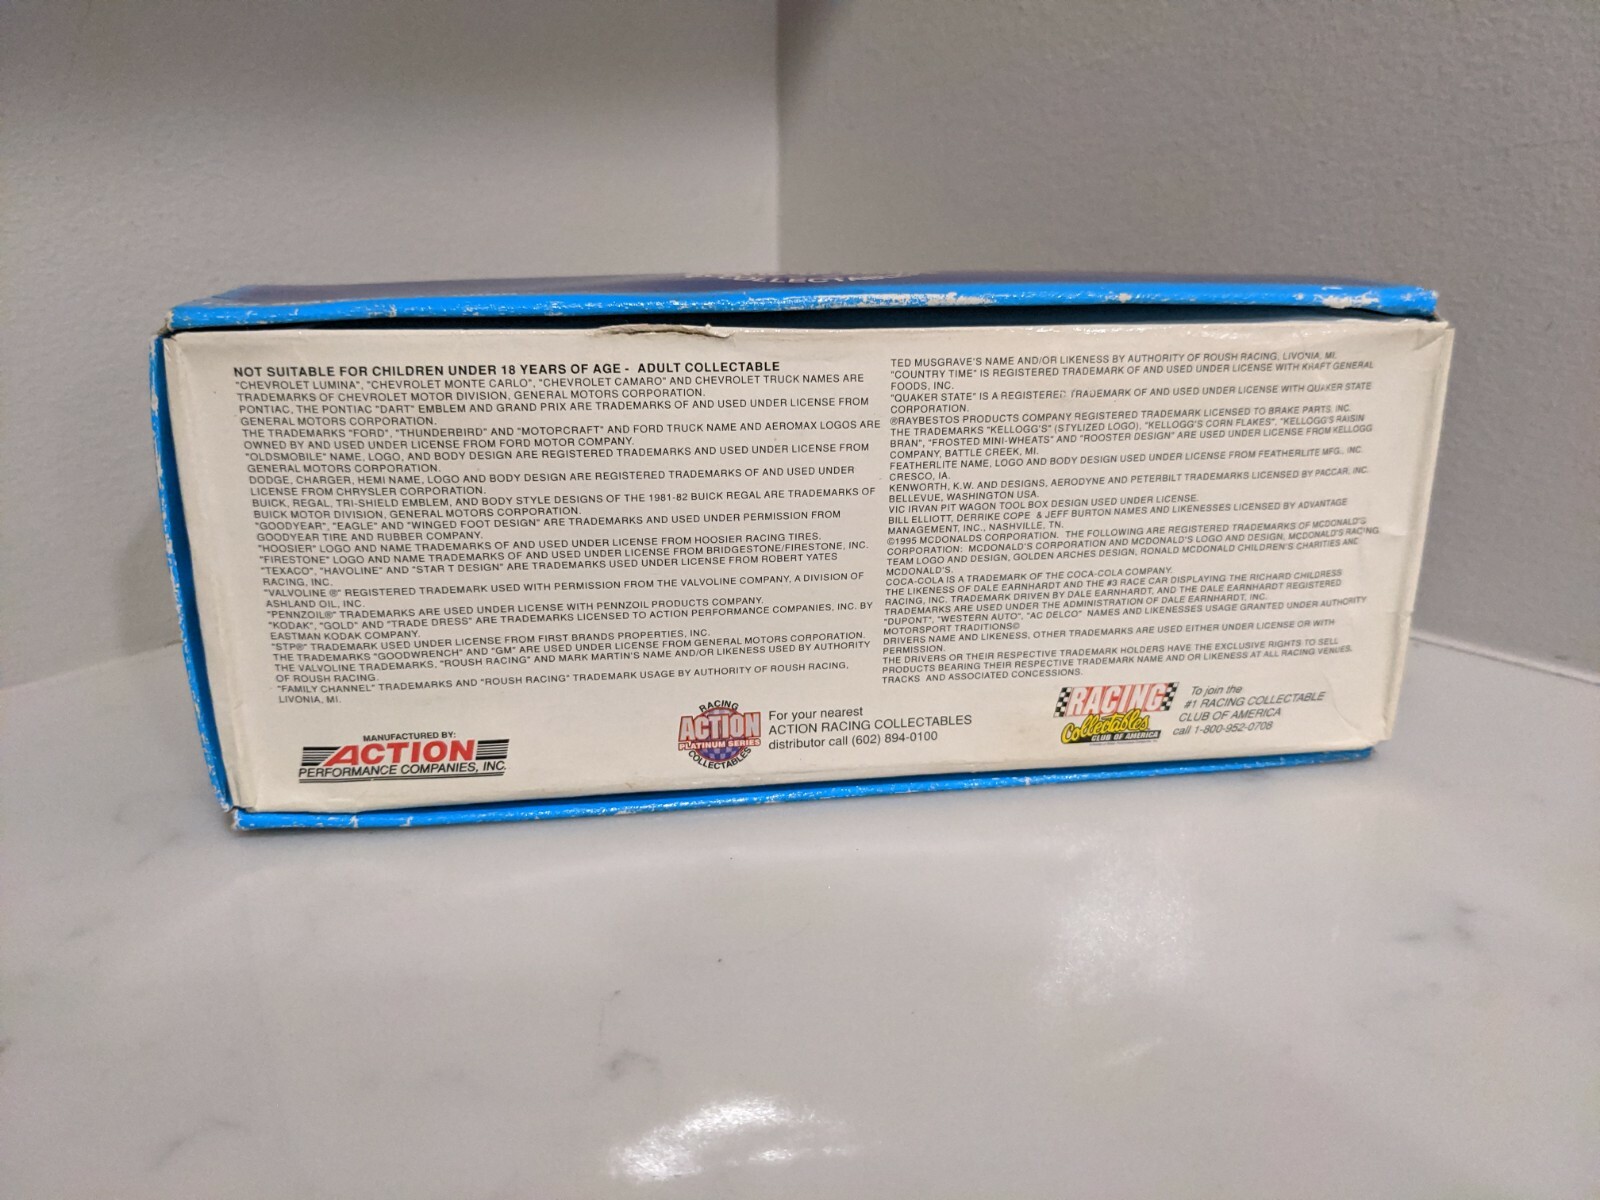 NOT SUITABLE FOR CHILDREN UNDER 18 YEARS OF AGE - ADULT COLLECTABLE
"CHEVROLET LUMINA", "CHEVROLET MONTE CARLO", "CHEVROLET CAMARO" AND CHEVROLET TRUCK NAMES ARE
TRADEMARKS OF CHEVROLET MOTOR DIVISION, GENERAL MOTORS CORPORATION.
PONTIAC, THE PONTIAC "DART" EMBLEM AND GRAND PRIX ARE TRADEMARKS OF AND USED UNDER LICENSE FROM
GENERAL MOTORS CORPORATION.
THE TRADEMARKS "FORD", "THUNDERBIRD" AND "MOTORCRAFT" AND FORD TRUCK NAME AND AEROMAX LOGOS ARE
OWNED BY AND USED UNDER LICENSE FROM FORD MOTOR COMPANY.
"OLDSMOBILE" NAME, LOGO, AND BODY DESIGN ARE REGISTERED TRADEMARKS AND USED UNDER LICENSE FROM
GENERAL MOTORS CORPORATION.
DODGE, CHARGER, HEMI NAME, LOGO AND BODY DESIGN ARE REGISTERED TRADEMARKS OF AND USED UNDER
LICENSE FROM CHRYSLER CORPORATION.
BUICK, REGAL, TRI-SHIELD EMBLEM, AND BODY STYLE DESIGNS OF THE 1981-82 BUICK REGAL ARE TRADEMARKS OF
BUICK MOTOR DIVISION, GENERAL MOTORS CORPORATION.
"GOODYEAR", "EAGLE" AND "WINGED FOOT DESIGN" ARE TRADEMARKS AND USED UNDER PERMISSION FROM
GOODYEAR TIRE AND RUBBER COMPANY.
"HOOSIER" LOGO AND NAME TRADEMARKS OF AND USED UNDER LICENSE FROM HOOSIER RACING TIRES.
"FIRESTONE" LOGO AND NAME TRADEMARKS OF AND USED UNDER LICENSE FROM BRIDGESTONE/FIRESTONE, INC.
"TEXACO", "HAVOLINE" AND "STAR T DESIGN" ARE TRADEMARKS USED UNDER LICENSE FROM ROBERT YATES
RACING, INC.
"VALVOLINE ®" REGISTERED TRADEMARK USED WITH PERMISSION FROM THE VALVOLINE COMPANY, A DIVISION OF
ASHLAND OIL, INC.
"PENNZOIL®" TRADEMARKS ARE USED UNDER LICENSE WITH PENNZOIL PRODUCTS COMPANY.
"KODAK", "GOLD" AND "TRADE DRESS" ARE TRADEMARKS LICENSED TO ACTION PERFORMANCE COMPANIES, INC. BY
EASTMAN KODAK COMPANY.
"STP®" TRADEMARK USED UNDER LICENSE FROM FIRST BRANDS PROPERTIES, INC.
THE TRADEMARKS "GOODWRENCH" AND "GM" ARE USED UNDER LICENSE FROM GENERAL MOTORS CORPORATION.
THE VALVOLINE TRADEMARKS, "ROUSH RACING" AND MARK MARTIN'S NAME AND/OR LIKENESS USED BY AUTHORITY
OF ROUSH RACING.
"FAMILY CHANNEL" TRADEMARKS AND "ROUSH RACING" TRADEMARK USAGE BY AUTHORITY OF ROUSH RACING,
LIVONIA, MI.
TED MUSGRAVE'S NAME AND/OR LIKENESS BY AUTHORITY OF ROUSH RACING, LIVONIA, MI.
"COUNTRY TIME" IS REGISTERED TRADEMARK OF AND USED UNDER LICENSE WITH KRAFT GENERAL
FOODS, INC.
"QUAKER STATE" IS A REGISTERED TRADEMARK OF AND USED UNDER LICENSE WITH QUAKER STATE
CORPORATION.
®RAYBESTOS PRODUCTS COMPANY REGISTERED TRADEMARK LICENSED TO BRAKE PARTS, INC.
THE TRADEMARKS "KELLOGG'S" (STYLIZED LOGO), "KELLOGG'S CORN FLAKES", "KELLOGG'S RAISIN
BRAN", "FROSTED MINI-WHEATS" AND "ROOSTER DESIGN" ARE USED UNDER LICENSE FROM KELLOGG
COMPANY, BATTLE CREEK, MI.
FEATHERLITE NAME, LOGO AND BODY DESIGN USED UNDER LICENSE FROM FEATHERLITE MFG., INC.
CRESCO, IA.
KENWORTH, K.W. AND DESIGNS, AERODYNE AND PETERBILT TRADEMARKS LICENSED BY PACCAR, INC.
BELLEVUE, WASHINGTON USA.
VIC IRVAN PIT WAGON TOOL BOX DESIGN USED UNDER LICENSE.
BILL ELLIOTT, DERRIKE COPE & JEFF BURTON NAMES AND LIKENESSES LICENSED BY ADVANTAGE
MANAGEMENT, INC., NASHVILLE, TN.
©1995 MCDONALDS CORPORATION. THE FOLLOWING ARE REGISTERED TRADEMARKS OF MCDONALD'S
CORPORATION: MCDONALD'S CORPORATION AND MCDONALD'S LOGO AND DESIGN, MCDONALD'S RACING
TEAM LOGO AND DESIGN, GOLDEN ARCHES DESIGN, RONALD MCDONALD CHILDREN'S CHARITIES AND
MCDONALD'S.
COCA-COLA IS A TRADEMARK OF THE COCA-COLA COMPANY.
THE LIKENESS OF DALE EARNHARDT AND THE #3 RACE CAR DISPLAYING THE RICHARD CHILDRESS
RACING, INC. TRADEMARK DRIVEN BY DALE EARNHARDT, AND THE DALE EARNHARDT REGISTERED
TRADEMARKS ARE USED UNDER THE ADMINISTRATION OF DALE EARNHARDT, INC.
"DUPONT", "WESTERN AUTO", "AC DELCO" NAMES AND LIKENESSES USAGE GRANTED UNDER AUTHORITY
MOTORSPORT TRADITIONS©
DRIVERS NAME AND LIKENESS, OTHER TRADEMARKS ARE USED EITHER UNDER LICENSE OR WITH
PERMISSION.
THE DRIVERS OR THEIR RESPECTIVE TRADEMARK HOLDERS HAVE THE EXCLUSIVE RIGHTS TO SELL
PRODUCTS BEARING THEIR RESPECTIVE TRADEMARK NAME AND OR LIKENESS AT ALL RACING VENUES,
TRACKS AND ASSOCIATED CONCESSIONS.
MANUFACTURED BY:
ACTION
PERFORMANCE COMPANIES, INC.
RACING
ACTION
PLATINUM SERIES
COLLECTABLES
For your nearest
ACTION RACING COLLECTABLES
distributor call (602) 894-0100
RACING
Collectables
CLUB OF AMERICA
To join the
#1 RACING COLLECTABLE
CLUB OF AMERICA
call 1-800-952-0708